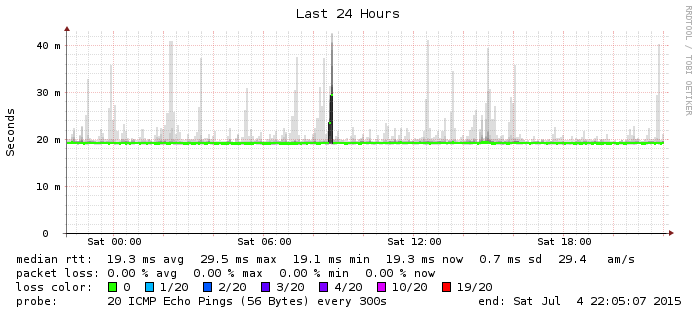 Last 24 Hours
RRDTOOL / TOBI OETIKER
Seconds
40 m
30 m
20 m
10 m
0
Sat 00:00 Sat 06:00 Sat 12:00 Sat 18:00
median rtt: 19.3 ms avg 29.5 ms max 19.1 ms min 19.3 ms now 0.7 ms sd 29.4 am/s
packet loss: 0.00 % avg 0.00 % max 0.00 % min 0.00 % now
loss color: 0 1/20 2/20 3/20 4/20 10/20 19/20
probe: 20 ICMP Echo Pings (56 Bytes) every 300s end: Sat Jul 4 22:05:07 2015